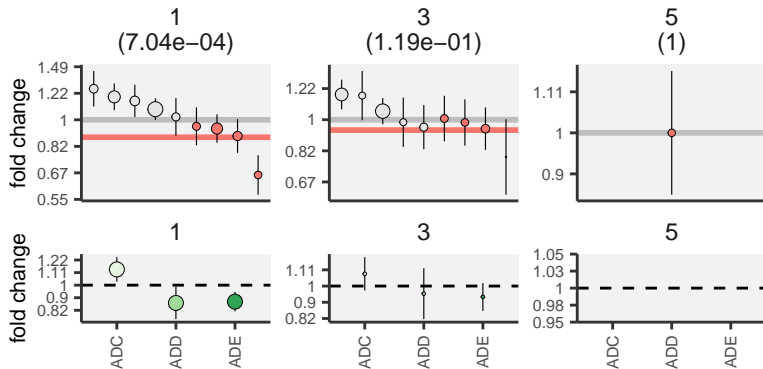 1
(7.04e−04)
3
(1.19e−01)
5
(1)
fold change
1.49
1.22
1
0.82
0.67
0.55
1.22
1
0.82
0.67
1.11
1
0.9
1
3
5
fold change
1.22
1.11
1
0.9
0.82
1.11
1
0.9
0.82
1.05
1.03
1
0.98
0.95
ADC
ADD
ADE
ADC
ADD
ADE
ADC
ADD
ADE